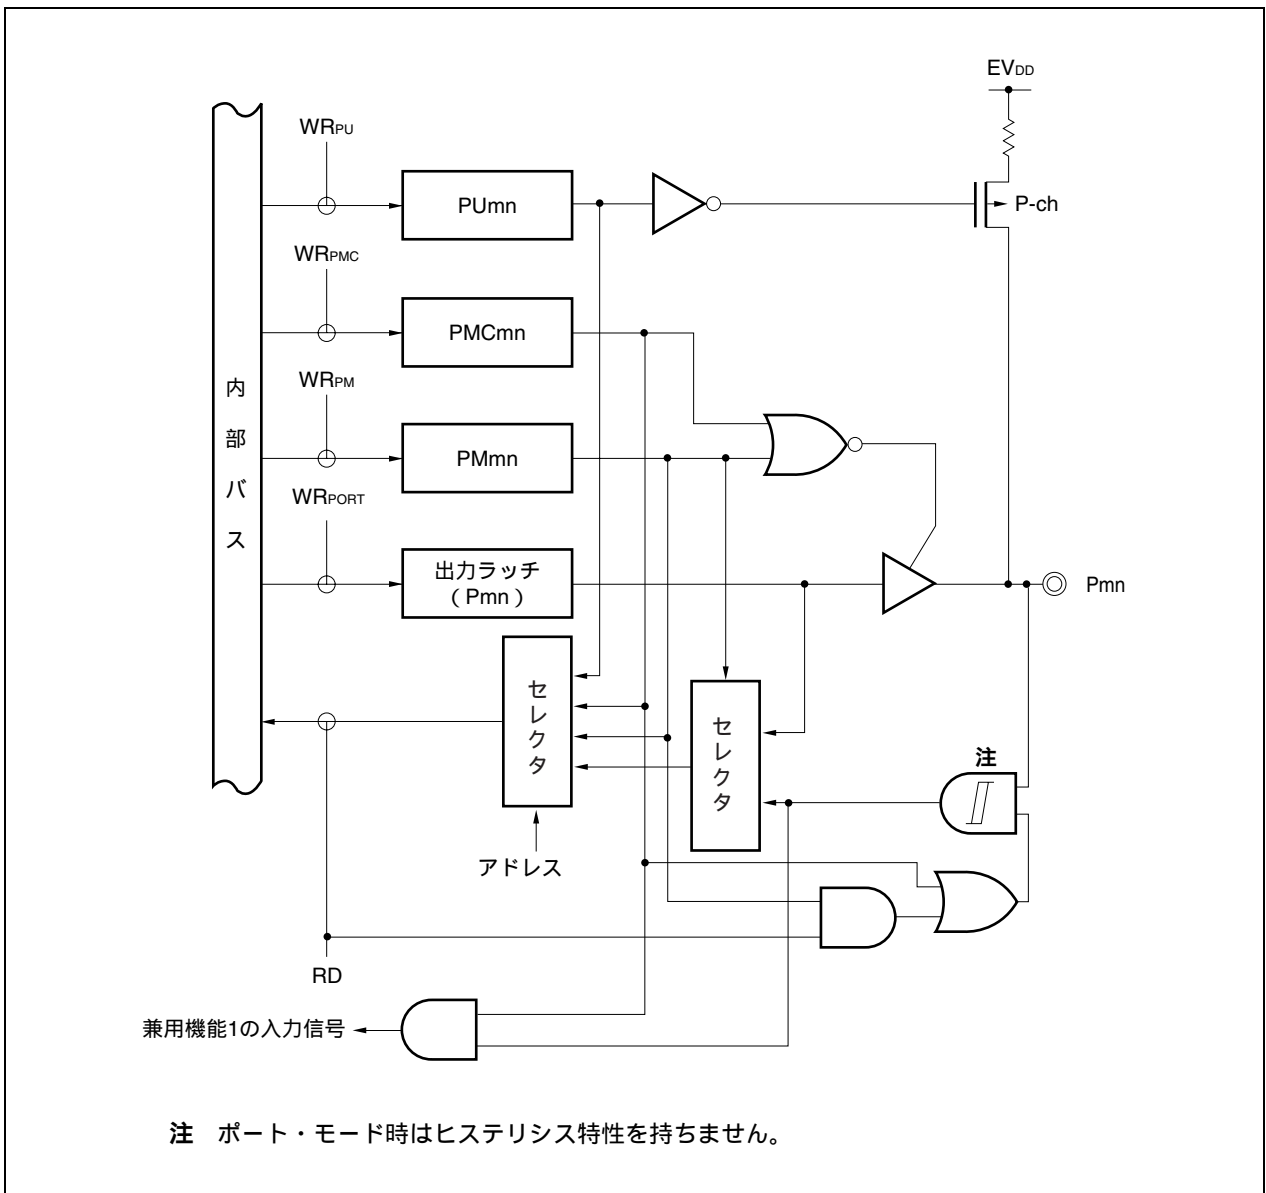 EVDD
WRPU
PUmn
P-ch
WRPMC
PMCmn
内部バス
WRPM
PMmn
WRPORT
出力ラッチ
（Pmn）
Pmn
セレクタ
セレクタ
注
アドレス
RD
兼用機能1の入力信号
注　ポート・モード時はヒステリシス特性を持ちません。